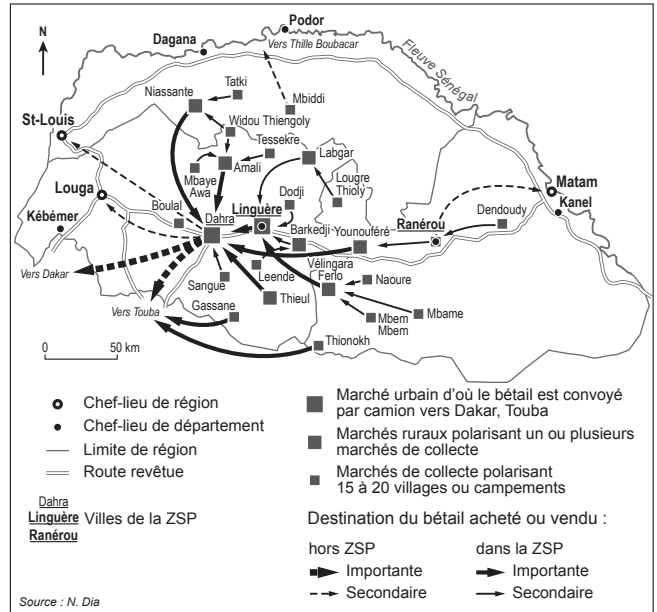 Podor
Dagana
Vers Thille Boubacar
N
Fleuve Sénégal
Niassante
Tatki
Mbiddi
St-Louis
Widou Thiengoly
Tessekre
Labgar
Mbaye
Awa
Amali
Lougre
Thioly
Matam
Louga
Dodji
Boulal
Linguère
Kanel
Kébémer
Dahra
Barkedji
Younouféré
Ranérou
Dendoudy
Vers Dakar
Leende
Vélingara
Ferlo
Naoure
Sangue
Thieul
Vers Touba
Gassane
Mbem
Mbem
Mbame
Thionokh
0 50 km
Chef-lieu de région
Chef-lieu de département
Limite de région
Route revêtue
Dahra
Linguère
Ranérou
Villes de la ZSP
Marché urbain d'où le bétail est convoyé
par camion vers Dakar, Touba
Marchés ruraux polarisant un ou plusieurs
marchés de collecte
Marchés de collecte polarisant
15 à 20 villages ou campements
Destination du bétail acheté ou vendu :
hors ZSP dans la ZSP
Importante Importante
Secondaire Secondaire
Source : N. Dia